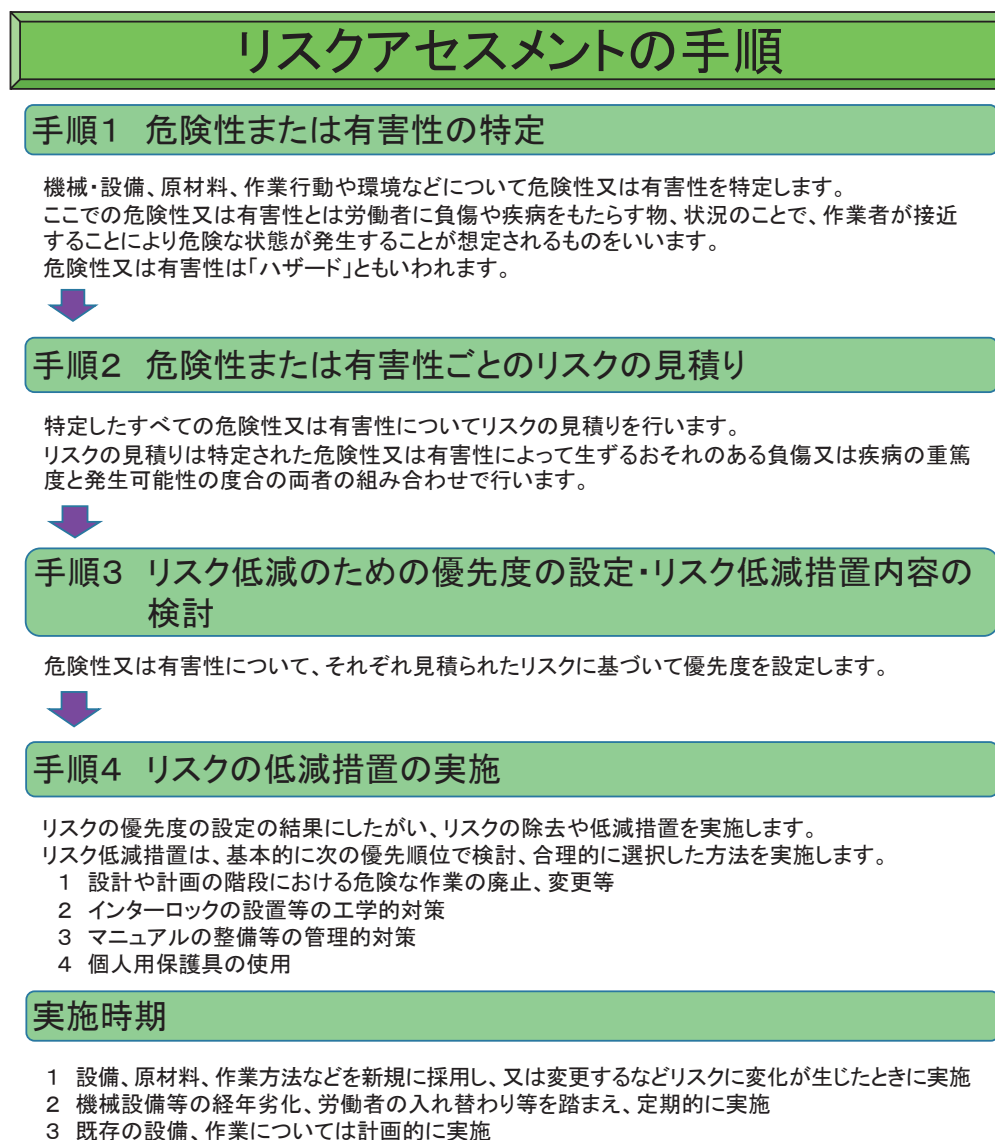 リスクアセスメントの手順
手順1 危険性または有害性の特定
機械・設備、原材料、作業行動や環境などについて危険性又は有害性を特定します。
ここでの危険性又は有害性とは労働者に負傷や疾病をもたらす物、状況のことで、作業者が接近
することにより危険な状態が発生することが想定されるものをいいます。
危険性又は有害性は「ハザード」ともいわれます。
手順2 危険性または有害性ごとのリスクの見積り
特定したすべての危険性又は有害性についてリスクの見積りを行います。
リスクの見積りは特定された危険性又は有害性によって生ずるおそれのある負傷又は疾病の重篤
度と発生可能性の度合の両者の組み合わせで行います。
手順3 リスク低減のための優先度の設定・リスク低減措置内容の
検討
危険性又は有害性について、それぞれ見積られたリスクに基づいて優先度を設定します。
手順4 リスクの低減措置の実施
リスクの優先度の設定の結果にしたがい、リスクの除去や低減措置を実施します。
リスク低減措置は、基本的に次の優先順位で検討、合理的に選択した方法を実施します。
1 設計や計画の階段における危険な作業の廃止、変更等
2 インターロックの設置等の工学的対策
3 マニュアルの整備等の管理的対策
4 個人用保護具の使用
実施時期
1 設備、原材料、作業方法などを新規に採用し、又は変更するなどリスクに変化が生じたときに実施
2 機械設備等の経年劣化、労働者の入れ替わり等を踏まえ、定期的に実施
3 既存の設備、作業については計画的に実施